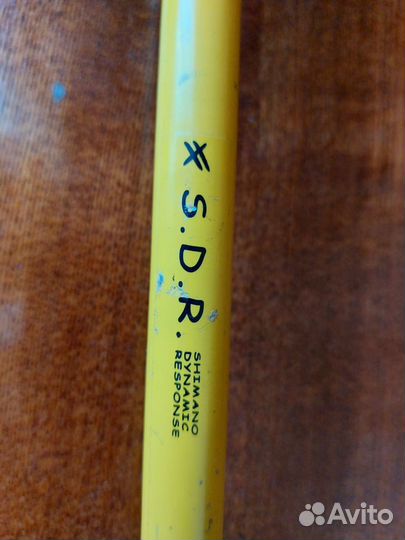 S.D.R.
SHIMANO
DYNAMIC
RESPONSE
Avito